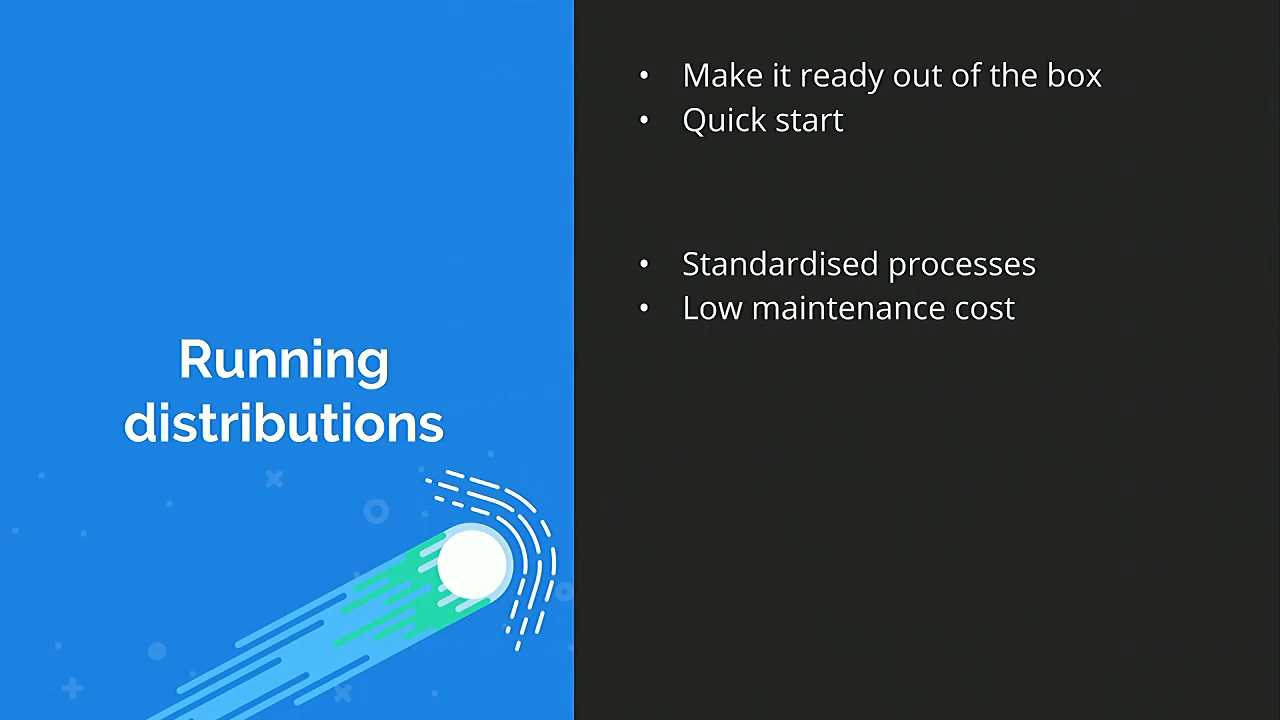 Running
distributions
• Make it ready out of the box
• Quick start
• Standardised processes
• Low maintenance cost